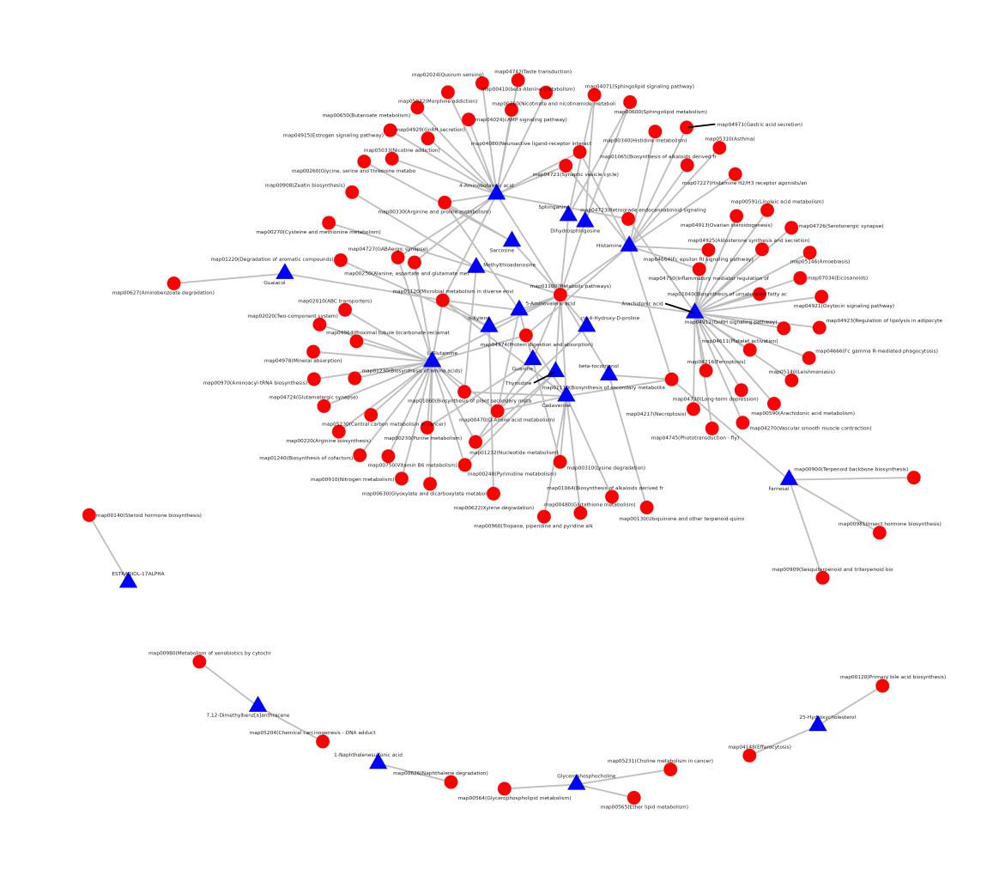 map04742(Taste transduction)
map02024(Quorum sensing)
map04071(Sphingolipid signaling pathway)
map00410(beta-Alanine metabolism)
map05032(Morphine addiction)
map00760(Nicotinate and nicotinamide metaboli
map00600(Sphingolipid metabolism)
map00650(Butanoate metabolism)
map04024(cAMP signaling pathway)
map04971(Gastric acid secretion)
map04929(GnRH secretion)
map04915(Estrogen signaling pathway)
map00340(Histidine metabolism)
map05310(Asthma)
map04080(Neuroactive ligand-receptor interact
map05033(Nicotine addiction)
map01065(Biosynthesis of alkaloids derived fr
map00260(Glycine, serine and threonine metabo
map04721(Synaptic vesicle cycle)
map07227(Histamine H2/H3 receptor agonists/an
map00908(Zeatin biosynthesis)
4-Aminobutanoic acid
map00591(Linoleic acid metabolism)
Sphinganine
map04723(Retrograde endocannabinoid signaling
map00330(Arginine and proline metabolism)
map04913(Ovarian steroidogenesis)
map04726(Serotonergic synapse)
Dihydrosphingosine
map00270(Cysteine and methionine metabolism)
Histamine
map04925(Aldosterone synthesis and secretion)
Sarcosine
map04727(GABAergic synapse)
map01220(Degradation of aromatic compounds)
map04664(Fc epsilon RI signaling pathway)
map05146(Amoebiasis)
Methylthioadenosine
map00250(Alanine, aspartate and glutamate met
map04750(Inflammatory mediator regulation of
map07034(Eicosanoids)
Guaiacol
map01100(Metabolic pathways)
map00627(Aminobenzoate degradation)
map01120(Microbial metabolism in diverse envi
map01040(Biosynthesis of unsaturated fatty ac
map02010(ABC transporters)
5-Aminovaleric acid
Arachidonic acid
map04921(Oxytocin signaling pathway)
map02020(Two-component system)
o-Xylene
cis-4-Hydroxy-D-proline
map04912(GnRH signaling pathway)
map04923(Regulation of lipolysis in adipocyte
map04964(Proximal tubule bicarbonate reclamat
map04974(Protein digestion and absorption)
map04611(Platelet activation)
map04978(Mineral absorption)
L-Glutamine
map04666(Fc gamma R-mediated phagocytosis)
map04216(Ferroptosis)
map01230(Biosynthesis of amino acids)
Guanine
beta-tocotrienol
map05140(Leishmaniasis)
map00970(Aminoacyl-tRNA biosynthesis)
Thymidine
map01110(Biosynthesis of secondary metabolite
map04724(Glutamatergic synapse)
map01060(Biosynthesis of plant secondary meta
Cadaverine
map04730(Long-term depression)
map04217(Necroptosis)
map00590(Arachidonic acid metabolism)
map00470(D-Amino acid metabolism)
map05230(Central carbon metabolism in cancer)
map04270(Vascular smooth muscle contraction)
map00220(Arginine biosynthesis)
map00230(Purine metabolism)
map04745(Phototransduction - fly)
map01240(Biosynthesis of cofactors)
map01232(Nucleotide metabolism)
map00750(Vitamin B6 metabolism)
map00310(Lysine degradation)
map00900(Terpenoid backbone biosynthesis)
map00240(Pyrimidine metabolism)
map00910(Nitrogen metabolism)
map01064(Biosynthesis of alkaloids derived fr
Farnesal
map00630(Glyoxylate and dicarboxylate metabol
map00480(Glutathione metabolism)
map00622(Xylene degradation)
map00140(Steroid hormone biosynthesis)
map00130(Ubiquinone and other terpenoid-quino
map00960(Tropane, piperidine and pyridine alk
map00981(Insect hormone biosynthesis)
map00909(Sesquiterpenoid and triterpenoid bio
ESTRADIOL-17ALPHA
map00980(Metabolism of xenobiotics by cytochr
map00120(Primary bile acid biosynthesis)
7,12-Dimethylbenz[a]anthracene
25-Hydroxycholesterol
map05204(Chemical carcinogenesis - DNA adduct
map04148(Efferocytosis)
1-Naphthalenesulfonic acid
map05231(Choline metabolism in cancer)
map00626(Naphthalene degradation)
Glycerophosphocholine
map00564(Glycerophospholipid metabolism)
map00565(Ether lipid metabolism)